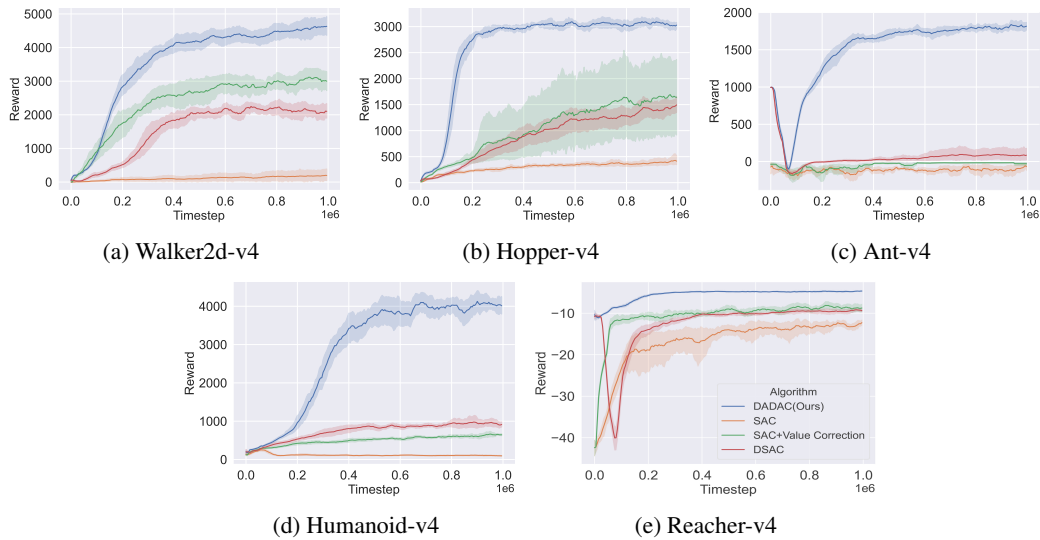 5000
4000
3000
2000
1000
0
Reward
0.0 0.2 0.4 0.6 0.8 1.0
Timestep
1e6
(a) Walker2d-v4
3000
2500
2000
1500
1000
500
0
Reward
0.0 0.2 0.4 0.6 0.8 1.0
Timestep
1e6
(b) Hopper-v4
2000
1500
1000
500
0
Reward
0.0 0.2 0.4 0.6 0.8 1.0
Timestep
1e6
(c) Ant-v4
4000
3000
2000
1000
0
Reward
0.0 0.2 0.4 0.6 0.8 1.0
Timestep
1e6
(d) Humanoid-v4
−10
−20
−30
−40
Reward
Algorithm
DADAC(Ours)
SAC
SAC+Value Correction
DSAC
0.0 0.2 0.4 0.6 0.8 1.0
Timestep
1e6
(e) Reacher-v4